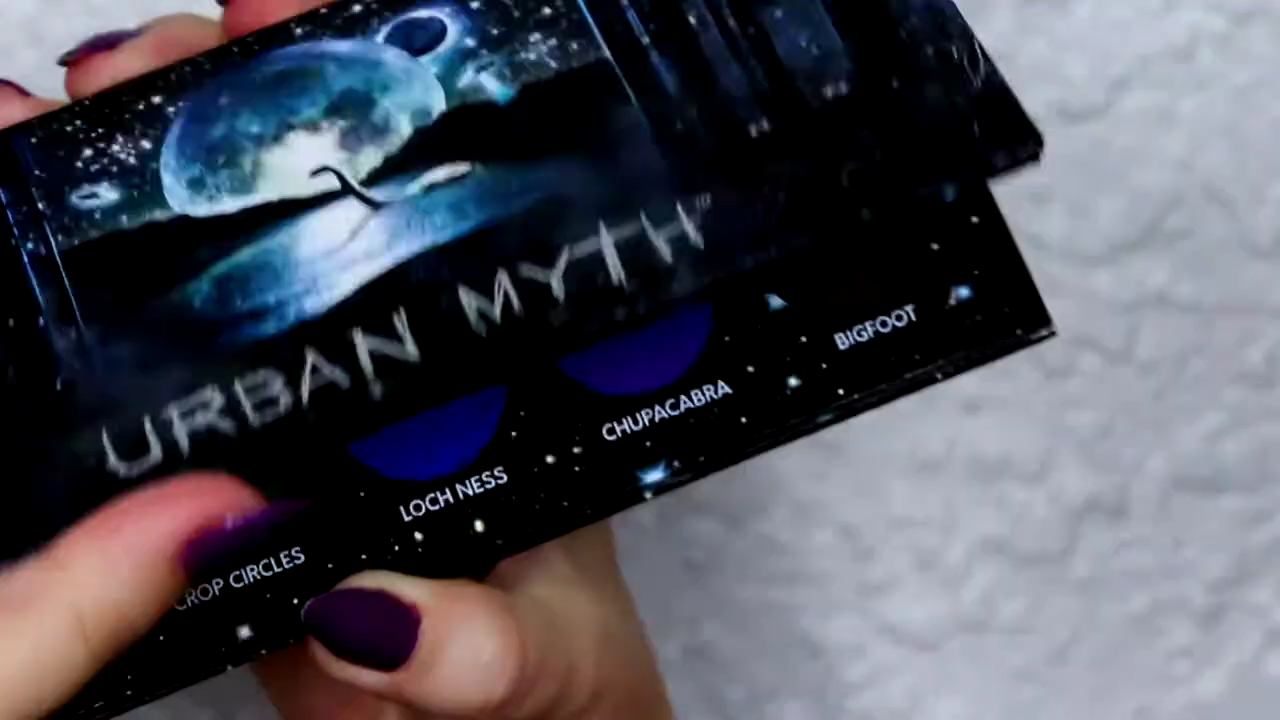 URBAN MYTH
CROP CIRCLES
LOCH NESS
CHUPACABRA
BIGFOOT